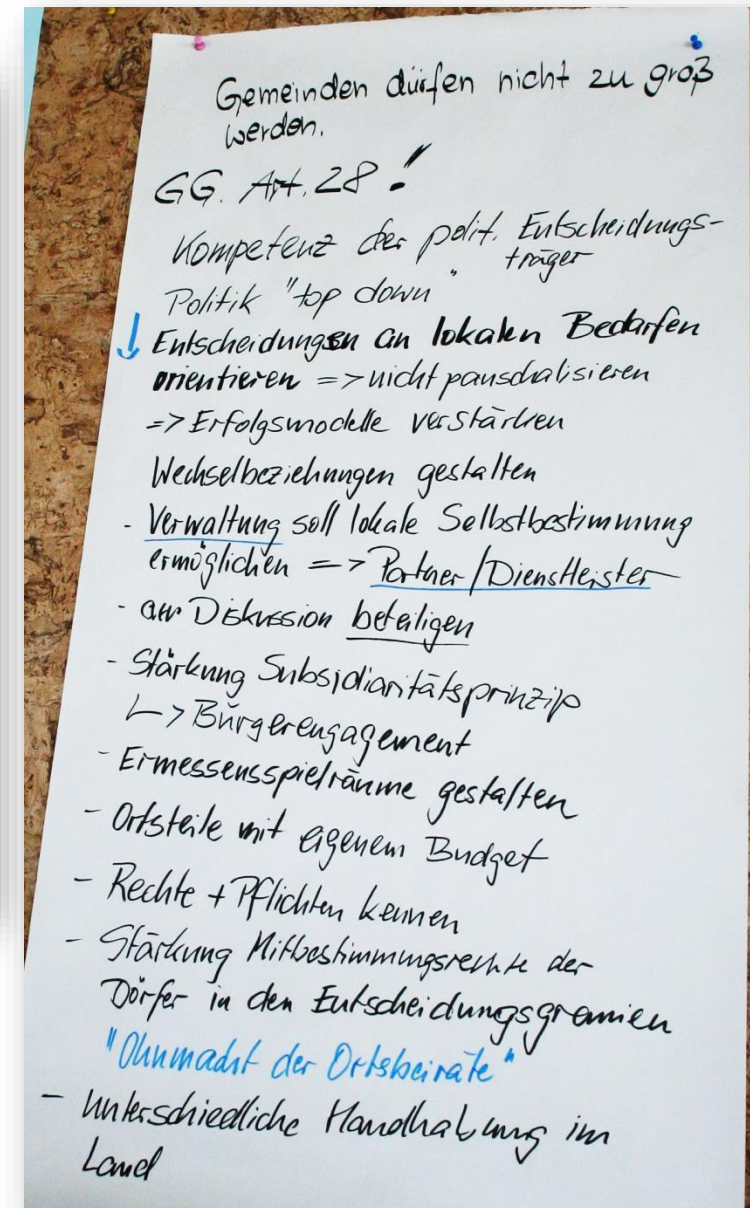 Gemeinden dürfen nicht zu groß
werden.
GG. Art. 28 !
Kompetenz der polit. Entscheidungs-
träger
Politik "top down"
↓ Entscheidungen an lokalen Bedarfen
orientieren => nicht pauschalisieren
=> Erfolgsmodelle verstärken
Wechselbeziehungen gestalten
- Verwaltung soll lokale Selbstbestimmung
ermöglichen => Partner/Dienstleister
- an Diskussion beteiligen
- Stärkung Subsidiaritätsprinzip
↳ Bürgerengagement
- Ermessensspielräume gestalten
- Ortsteile mit eigenem Budget
- Rechte + Pflichten kennen
- Stärkung Mitbestimmungsrechte der
Dörfer in den Entscheidungsgremien
"Ohnmacht der Ortsbeiräte"
- unterschiedliche Handhabung im
Land